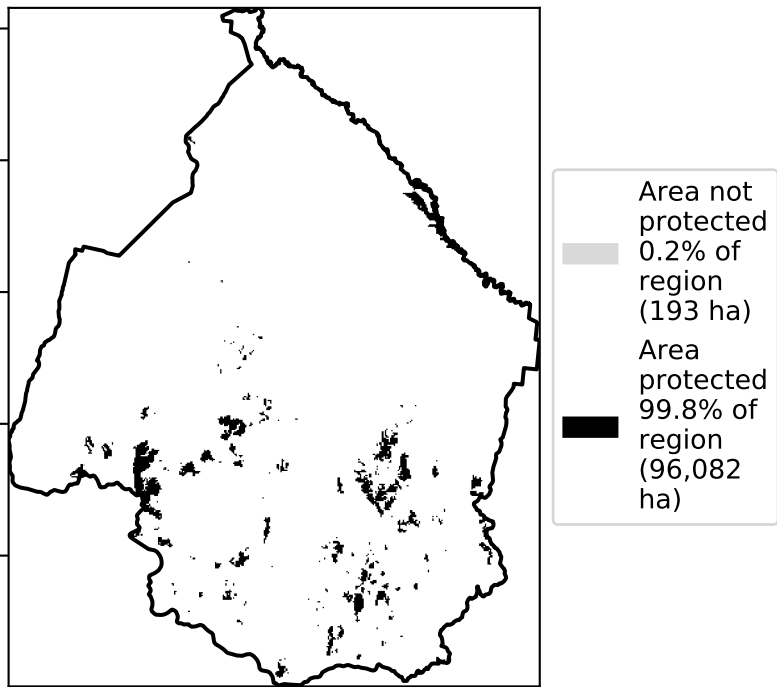 Area not
protected
0.2% of
region
(193 ha)
Area
protected
99.8% of
region
(96,082
ha)